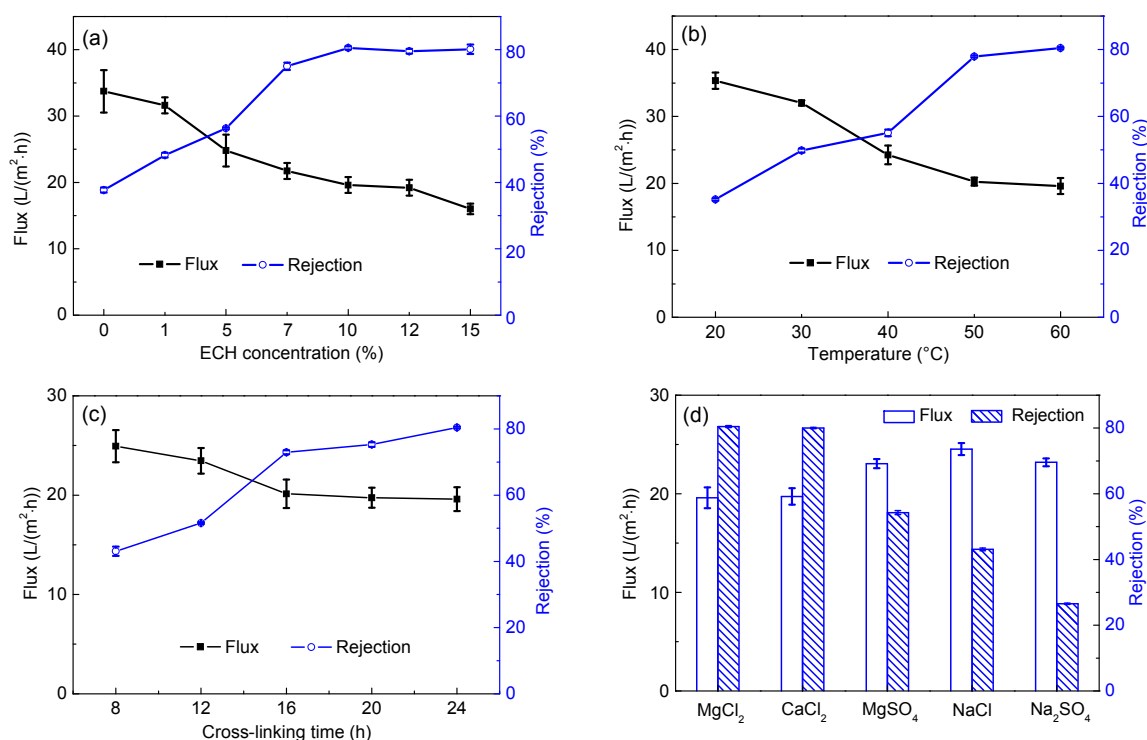 (a)
40
30
20
10
0
Flux (L/(m²·h))
80
60
40
20
0
Rejection (%)
Flux
Rejection
0 1 5 7 10 12 15
ECH concentration (%)
(b)
40
30
20
10
0
Flux (L/(m²·h))
80
60
40
20
0
Rejection (%)
Flux
Rejection
20 30 40 50 60
Temperature (°C)
(c)
30
20
10
0
Flux (L/(m²·h))
80
60
40
20
0
Rejection (%)
Flux
Rejection
8 12 16 20 24
Cross-linking time (h)
(d)
30
20
10
0
Flux (L/(m²·h))
80
60
40
20
0
Rejection (%)
Flux
Rejection
MgCl₂ CaCl₂ MgSO₄ NaCl Na₂SO₄